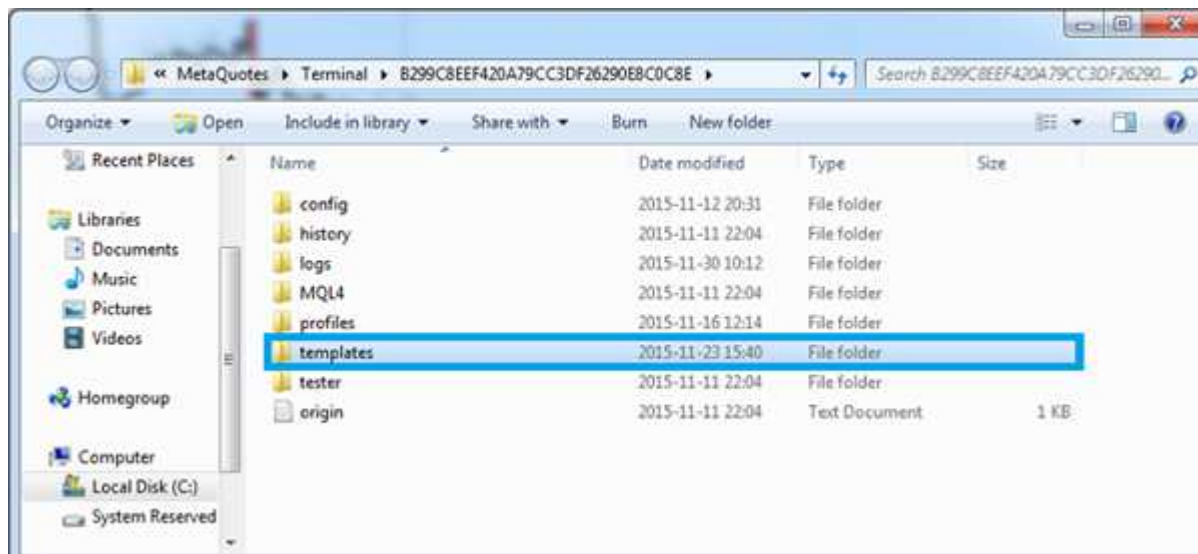 « MetaQuotes Terminal B299C8EEF420A79CC3DF26290E8C0C8E Search B299C8EEF420A79CC3DF26290...
Organize Open Include in library Share with Burn New folder
Recent Places
Libraries
Documents
Music
Pictures
Videos
Homegroup
Computer
Local Disk (C:)
System Reserved
Name Date modified Type Size
config 2015-11-12 20:31 File folder
history 2015-11-11 22:04 File folder
logs 2015-11-30 10:12 File folder
MQL4 2015-11-11 22:04 File folder
profiles 2015-11-16 12:14 File folder
templates 2015-11-23 15:40 File folder
tester 2015-11-11 22:04 File folder
origin 2015-11-11 22:04 Text Document 1 KB